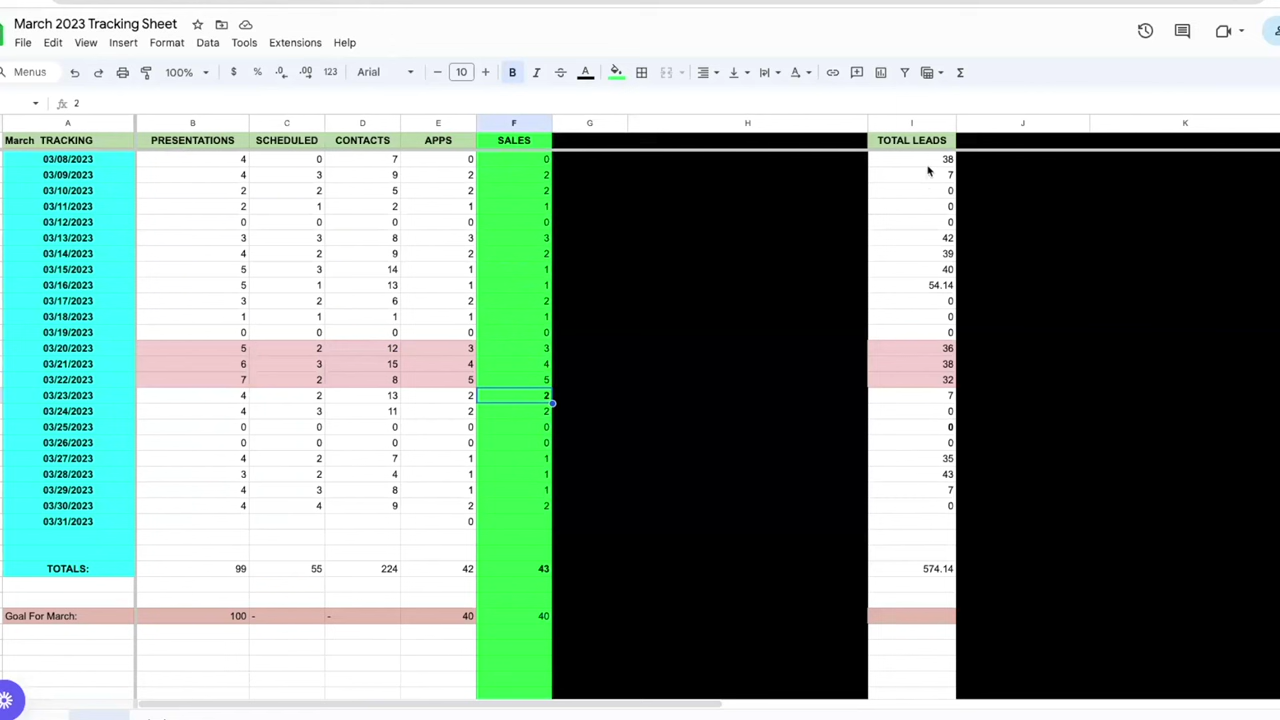 March 2023 Tracking Sheet
File Edit View Insert Format Data Tools Extensions Help
Menus 100% $ % .0 .00 123 Arial − 10 + B I S A
fx 2
A B C D E F G H I J K
March TRACKING PRESENTATIONS SCHEDULED CONTACTS APPS SALES TOTAL LEADS
03/08/2023 4 0 7 0 0 38
03/09/2023 4 3 9 2 2 7
03/10/2023 2 2 5 2 2 0
03/11/2023 2 1 2 1 1 0
03/12/2023 0 0 0 0 0 0
03/13/2023 3 3 8 3 3 42
03/14/2023 4 2 9 2 2 39
03/15/2023 5 3 14 1 1 40
03/16/2023 5 1 13 1 1 54.14
03/17/2023 3 2 6 2 2 0
03/18/2023 1 1 1 1 1 0
03/19/2023 0 0 0 0 0 0
03/20/2023 5 2 12 3 3 36
03/21/2023 6 3 15 4 4 38
03/22/2023 7 2 8 5 5 32
03/23/2023 4 2 13 2 2 7
03/24/2023 4 3 11 2 2 0
03/25/2023 0 0 0 0 0 0
03/26/2023 0 0 0 0 0 0
03/27/2023 4 2 7 1 1 35
03/28/2023 3 2 4 1 1 43
03/29/2023 4 3 8 1 1 7
03/30/2023 4 4 9 2 2 0
03/31/2023 0
TOTALS: 99 55 224 42 43 574.14
Goal For March: 100 - - 40 40